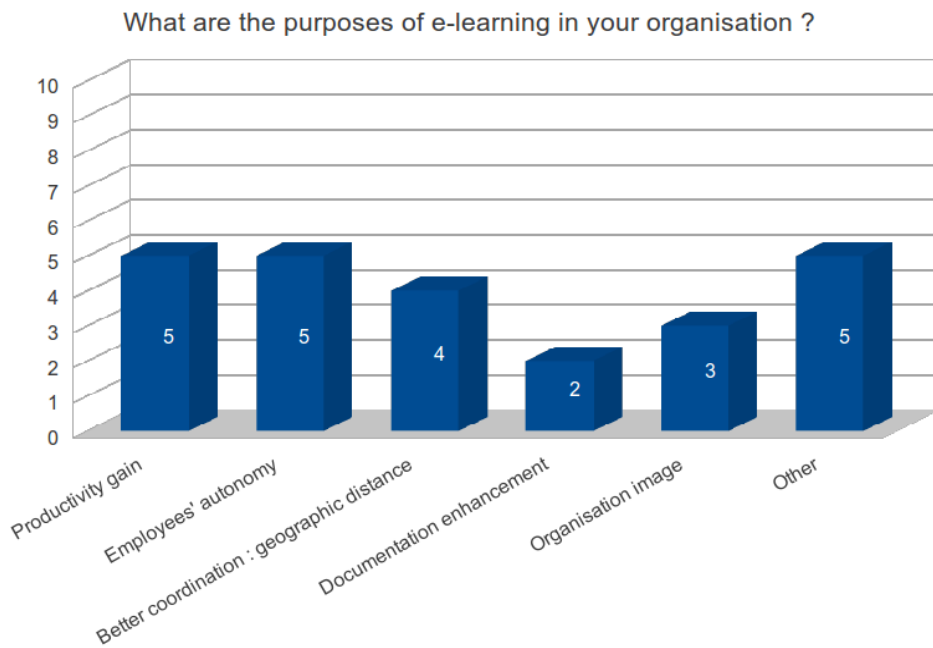 What are the purposes of e-learning in your organisation ?
10
9
8
7
6
5
4
3
2
1
0
5
5
4
2
3
5
Productivity gain
Employees' autonomy
Better coordination : geographic distance
Documentation enhancement
Organisation image
Other